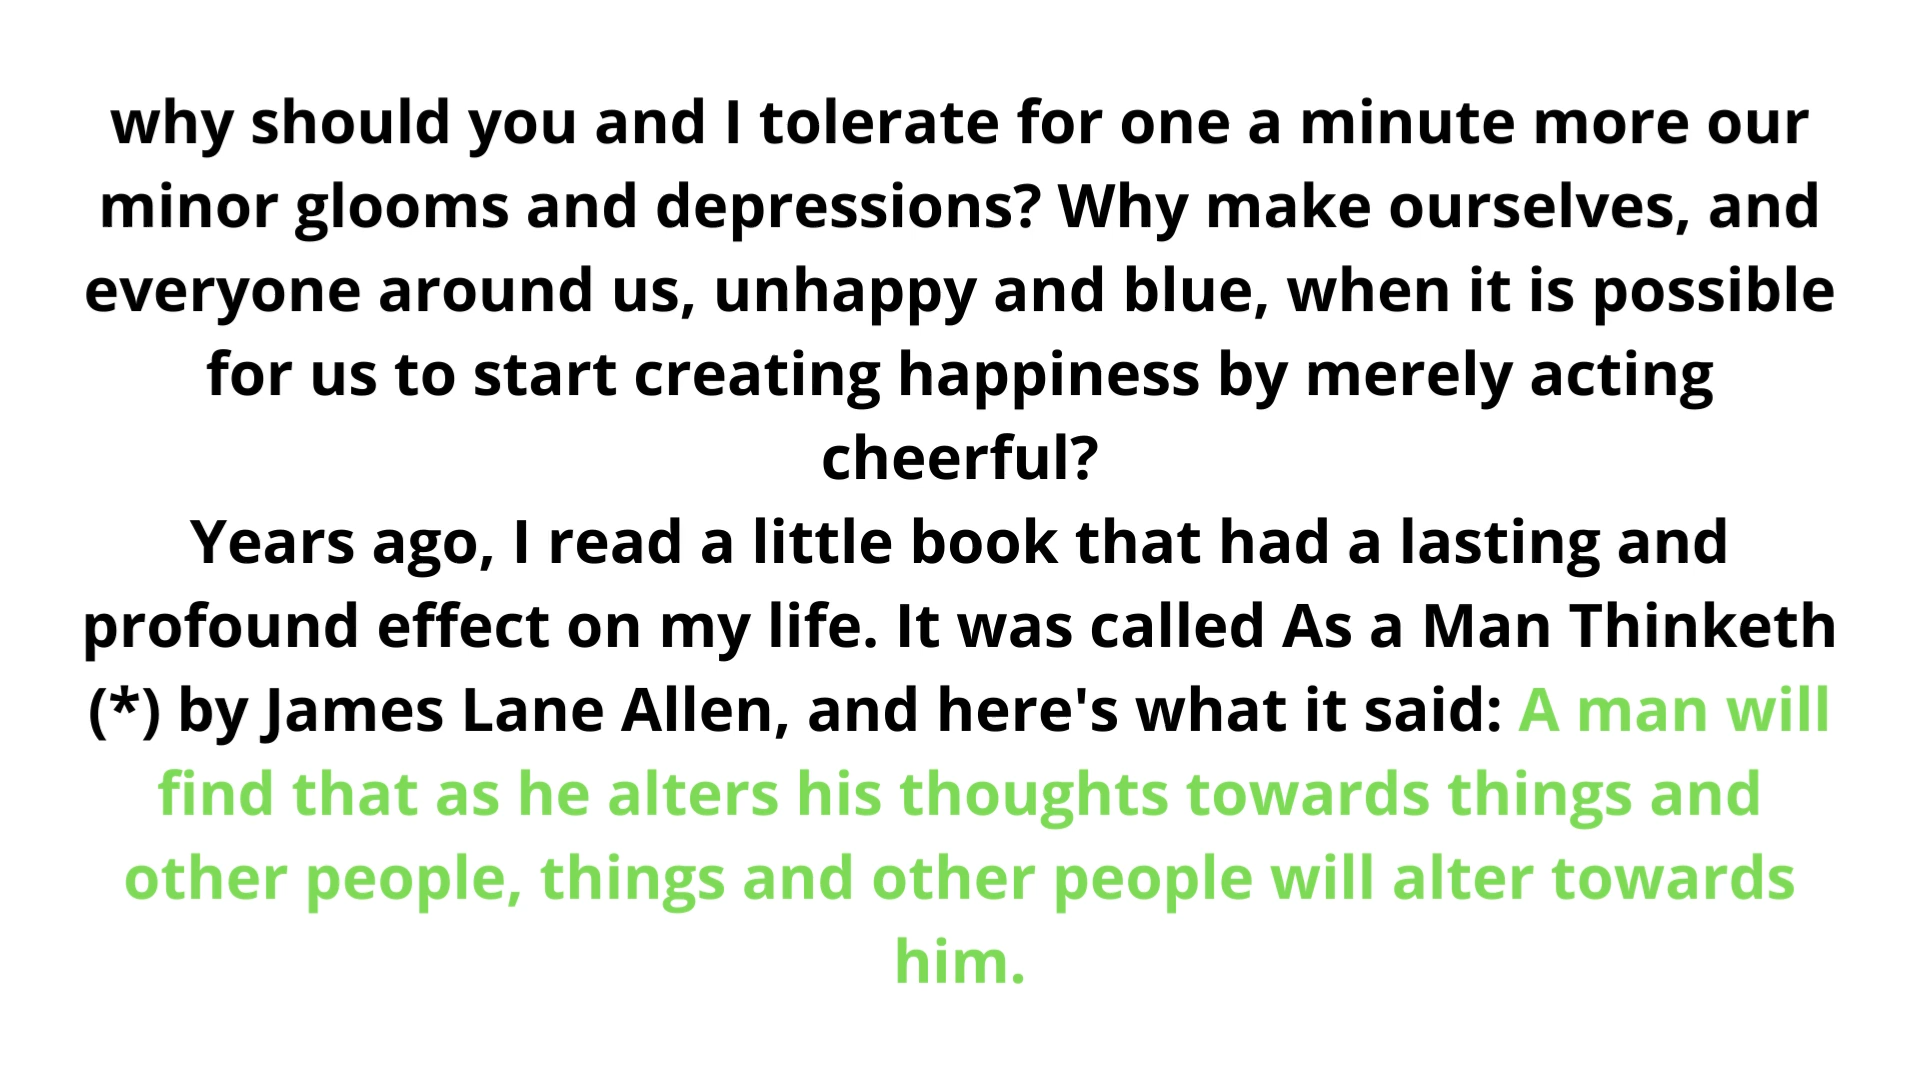 why should you and I tolerate for one a minute more our
minor glooms and depressions? Why make ourselves, and
everyone around us, unhappy and blue, when it is possible
for us to start creating happiness by merely acting
cheerful?
Years ago, I read a little book that had a lasting and
profound effect on my life. It was called As a Man Thinketh
(*) by James Lane Allen, and here's what it said: A man will
find that as he alters his thoughts towards things and
other people, things and other people will alter towards
him.